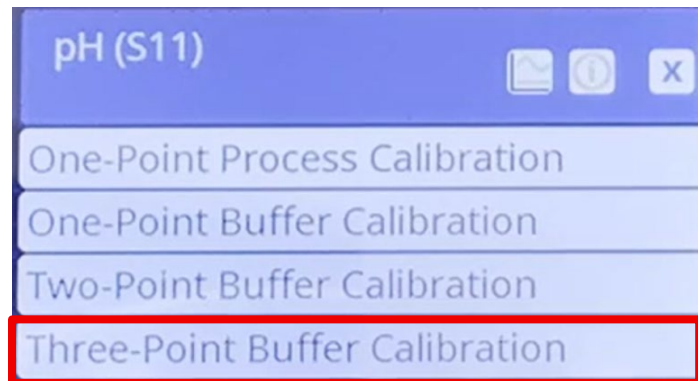 pH (S11)
X
One-Point Process Calibration
One-Point Buffer Calibration
Two-Point Buffer Calibration
Three-Point Buffer Calibration